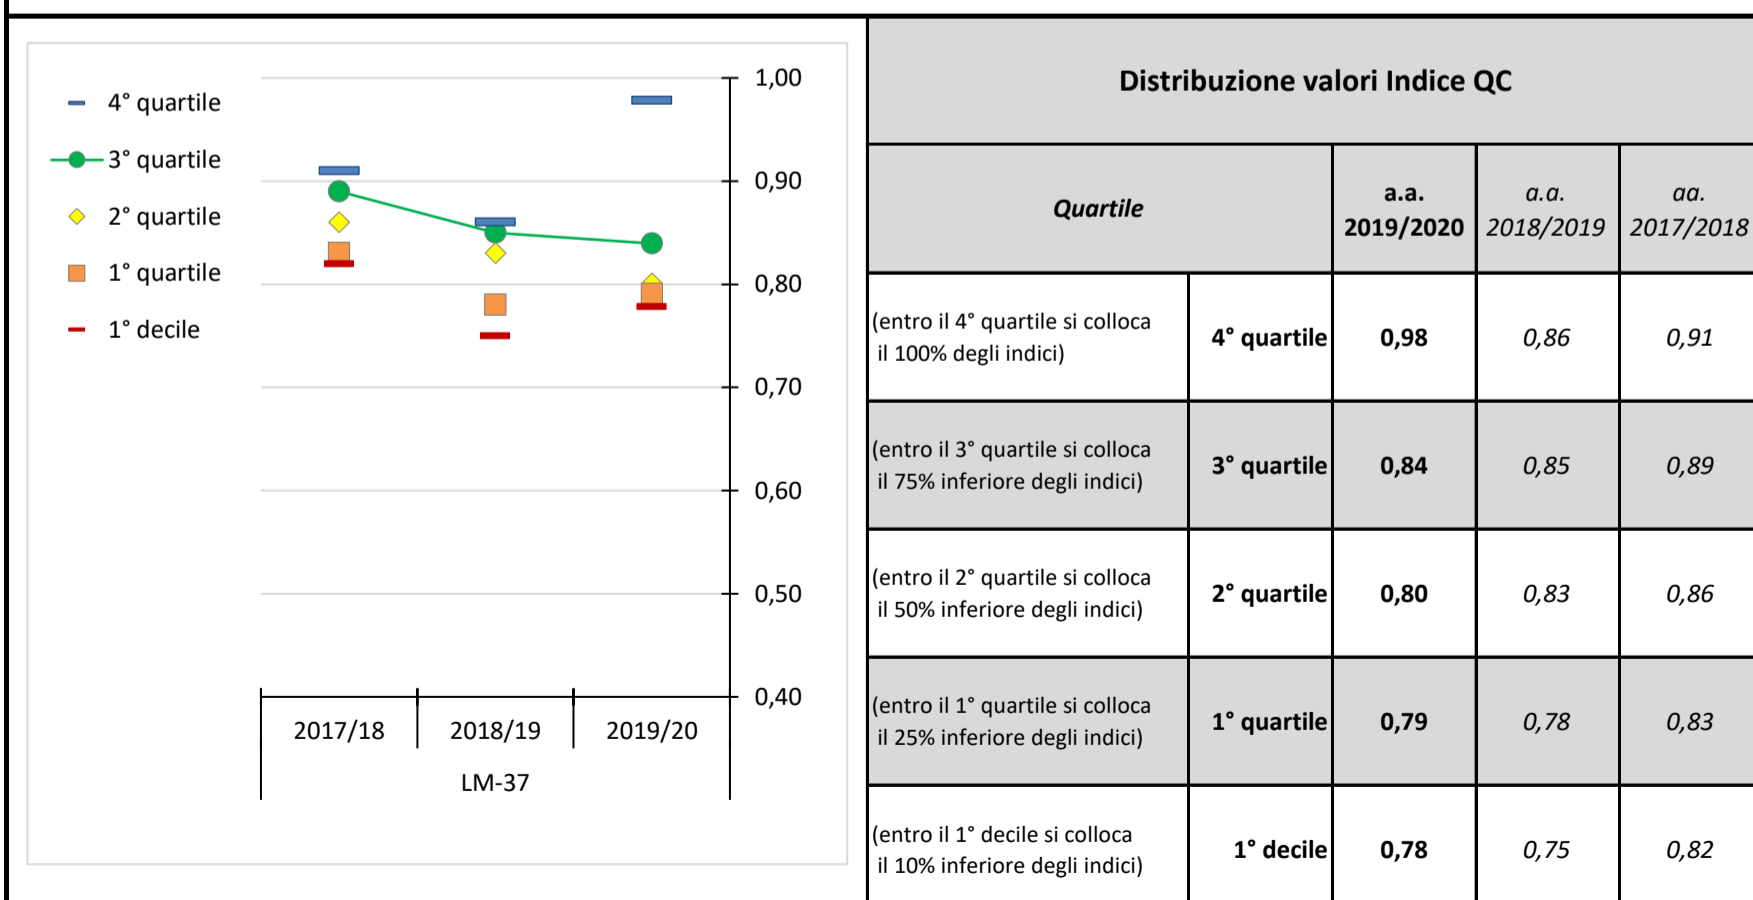 4° quartile
3° quartile
2° quartile
1° quartile
1° decile
1,00
0,90
0,80
0,70
0,60
0,50
0,40
2017/18 2018/19 2019/20
LM-37
Distribuzione valori Indice QC
Quartile
a.a.
2019/2020
a.a.
2018/2019
aa.
2017/2018
(entro il 4° quartile si colloca
il 100% degli indici)
4° quartile 0,98 0,86 0,91
(entro il 3° quartile si colloca
il 75% inferiore degli indici)
3° quartile 0,84 0,85 0,89
(entro il 2° quartile si colloca
il 50% inferiore degli indici)
2° quartile 0,80 0,83 0,86
(entro il 1° quartile si colloca
il 25% inferiore degli indici)
1° quartile 0,79 0,78 0,83
(entro il 1° decile si colloca
il 10% inferiore degli indici)
1° decile 0,78 0,75 0,82